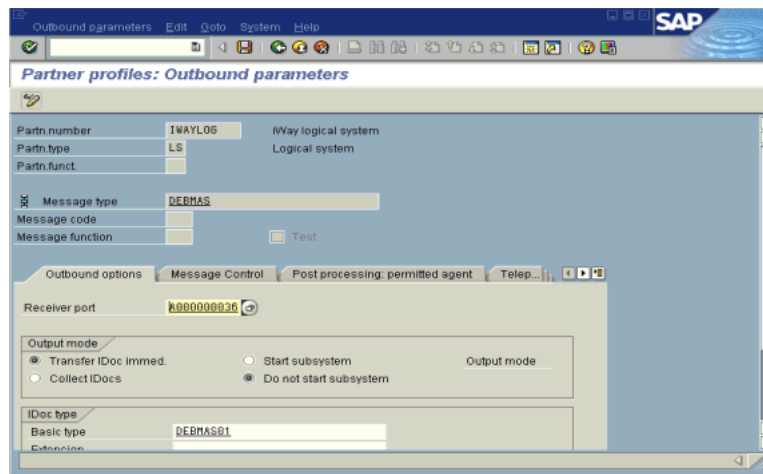 Outbound parameters Edit Goto System Help
SAP
Partner profiles: Outbound parameters
Partn.number IWAYLOG iWay logical system
Partn.type LS Logical system
Partn.funct.
Message type DEBMAS
Message code
Message function Test
Outbound options Message Control Post processing: permitted agent Telep...
Receiver port A000000036
Output mode
Transfer IDoc immed. Start subsystem Output mode
Collect IDocs Do not start subsystem
IDoc type
Basic type DEBMAS01
Extension